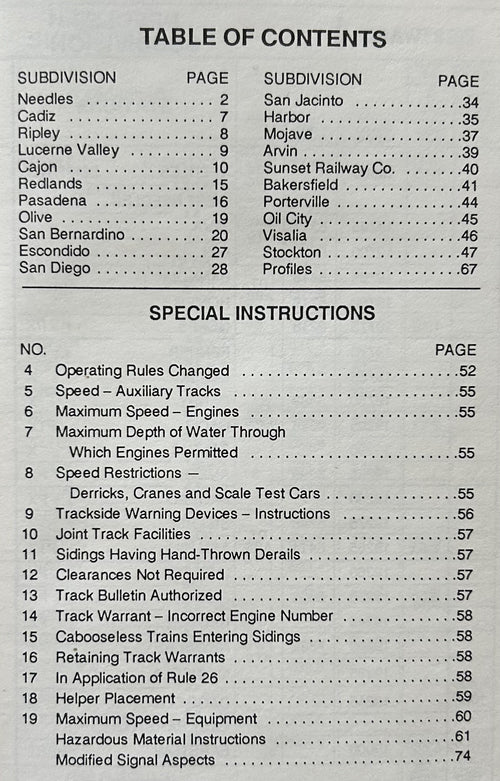 TABLE OF CONTENTS
SUBDIVISION PAGE
Needles . . . . . . . . . . . . . . . 2
Cadiz . . . . . . . . . . . . . . . . . 7
Ripley . . . . . . . . . . . . . . . . . 8
Lucerne Valley . . . . . . . . . . . 9
Cajon . . . . . . . . . . . . . . . . . 10
Redlands . . . . . . . . . . . . . . 15
Pasadena . . . . . . . . . . . . . 16
Olive . . . . . . . . . . . . . . . . . 19
San Bernardino . . . . . . . . . 20
Escondido . . . . . . . . . . . . . 27
San Diego . . . . . . . . . . . . . 28
SUBDIVISION PAGE
San Jacinto . . . . . . . . . . . . .34
Harbor . . . . . . . . . . . . . . . . .35
Mojave . . . . . . . . . . . . . . . . .37
Arvin . . . . . . . . . . . . . . . . . .39
Sunset Railway Co. . . . . . . . .40
Bakersfield . . . . . . . . . . . . . .41
Porterville . . . . . . . . . . . . . . .44
Oil City . . . . . . . . . . . . . . . . .45
Visalia . . . . . . . . . . . . . . . . .46
Stockton . . . . . . . . . . . . . . . .47
Profiles . . . . . . . . . . . . . . . . .67
SPECIAL INSTRUCTIONS
NO. PAGE
4 Operating Rules Changed . . . . . . . . . . . . . . . . . . . . . .52
5 Speed – Auxiliary Tracks . . . . . . . . . . . . . . . . . . . . . . .55
6 Maximum Speed – Engines . . . . . . . . . . . . . . . . . . . . .55
7 Maximum Depth of Water Through
Which Engines Permitted . . . . . . . . . . . . . . . . . . . . . .55
8 Speed Restrictions –
Derricks, Cranes and Scale Test Cars . . . . . . . . . . . . . .55
9 Trackside Warning Devices – Instructions . . . . . . . . . . . .56
10 Joint Track Facilities . . . . . . . . . . . . . . . . . . . . . . . . . .57
11 Sidings Having Hand-Thrown Derails . . . . . . . . . . . . . . .57
12 Clearances Not Required . . . . . . . . . . . . . . . . . . . . . . .57
13 Track Bulletin Authorized . . . . . . . . . . . . . . . . . . . . . . .57
14 Track Warrant – Incorrect Engine Number . . . . . . . . . . . .58
15 Cabooseless Trains Entering Sidings . . . . . . . . . . . . . . .58
16 Retaining Track Warrants . . . . . . . . . . . . . . . . . . . . . . .58
17 In Application of Rule 26 . . . . . . . . . . . . . . . . . . . . . . .58
18 Helper Placement . . . . . . . . . . . . . . . . . . . . . . . . . . . .59
19 Maximum Speed – Equipment . . . . . . . . . . . . . . . . . . . .60
Hazardous Material Instructions . . . . . . . . . . . . . . . . . . .61
Modified Signal Aspects . . . . . . . . . . . . . . . . . . . . . . . .74